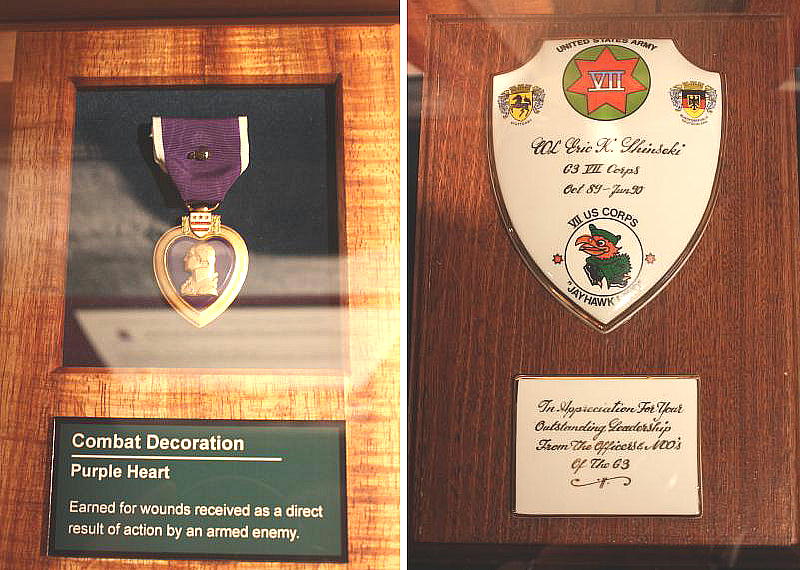 Combat Decoration
Purple Heart
Earned for wounds received as a direct
result of action by an armed enemy.
UNITED STATES ARMY
VII
COL Eric K. Shinseki
G3 VII Corps
Oct 89 - Jun 90
VII US CORPS
"JAYHAWK
In Appreciation For Your
Outstanding Leadership
From The Officers & NCO's
Of The G3